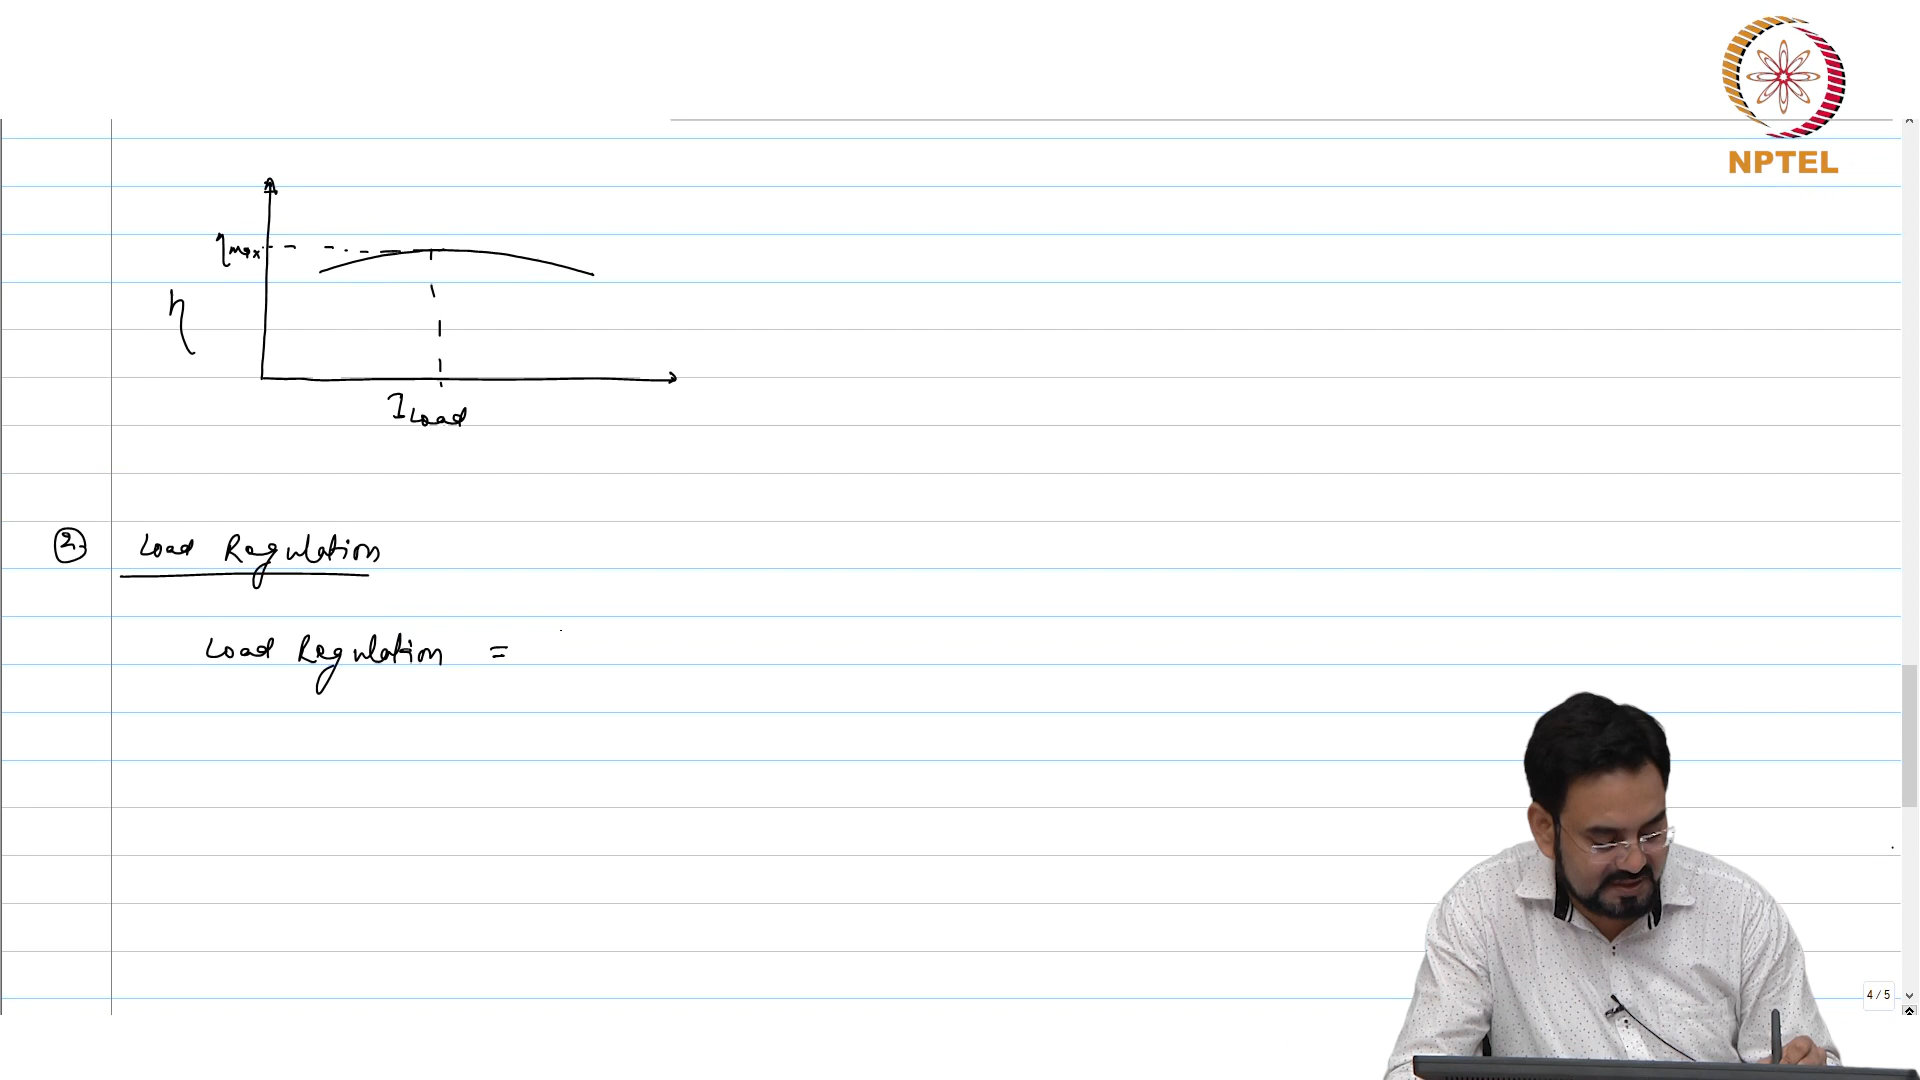 NPTEL
ηmax
η
ILoad
2. Load Regulation
Load Regulation =
4 / 5